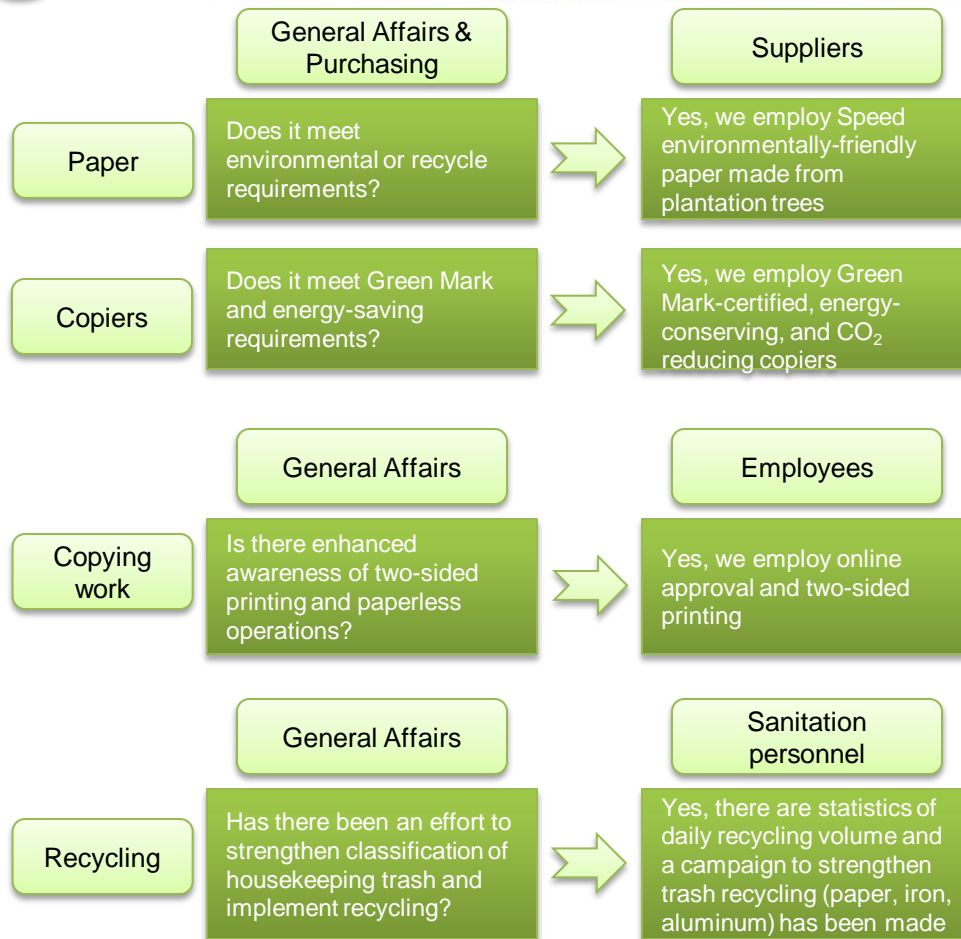 General Affairs &
Purchasing
Suppliers
Paper
Does it meet
environmental or recycle
requirements?
Yes, we employ Speed
environmentally-friendly
paper made from
plantation trees
Copiers
Does it meet Green Mark
and energy-saving
requirements?
Yes, we employ Green
Mark-certified, energy-
conserving, and CO₂
reducing copiers
General Affairs
Employees
Copying
work
Is there enhanced
awareness of two-sided
printing and paperless
operations?
Yes, we employ online
approval and two-sided
printing
General Affairs
Sanitation
personnel
Recycling
Has there been an effort to
strengthen classification of
housekeeping trash and
implement recycling?
Yes, there are statistics of
daily recycling volume and
a campaign to strengthen
trash recycling (paper, iron,
aluminum) has been made